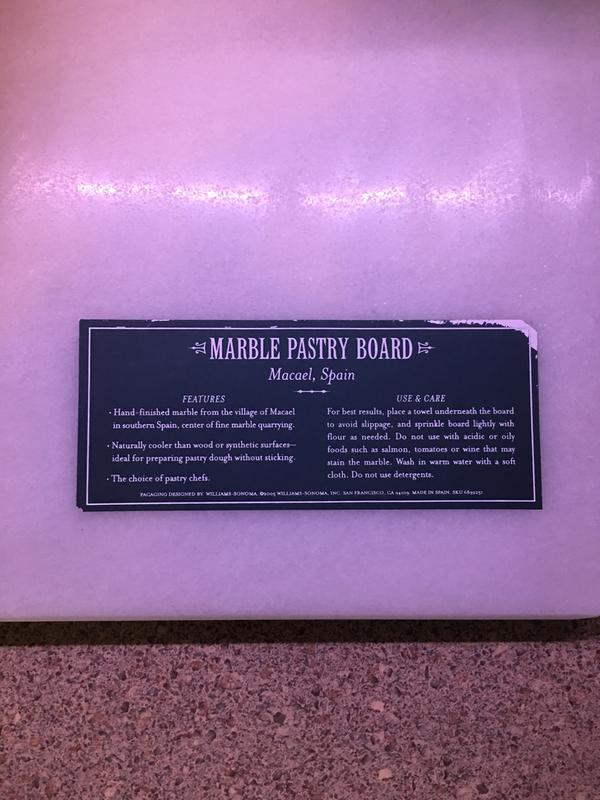 MARBLE PASTRY BOARD
Macael, Spain
FEATURES
· Hand-finished marble from the village of Macael
in southern Spain, center of fine marble quarrying.
· Naturally cooler than wood or synthetic surfaces—
ideal for preparing pastry dough without sticking.
· The choice of pastry chefs.
USE & CARE
For best results, place a towel underneath the board
to avoid slippage, and sprinkle board lightly with
flour as needed. Do not use with acidic or oily
foods such as salmon, tomatoes or wine that may
stain the marble. Wash in warm water with a soft
cloth. Do not use detergents.
PACAGING DESIGNED BY WILLIAMS-SONOMA. ©2005 WILLIAMS-SONOMA, INC. SAN FRANCISCO, CA 94109. MADE IN SPAIN. SKU